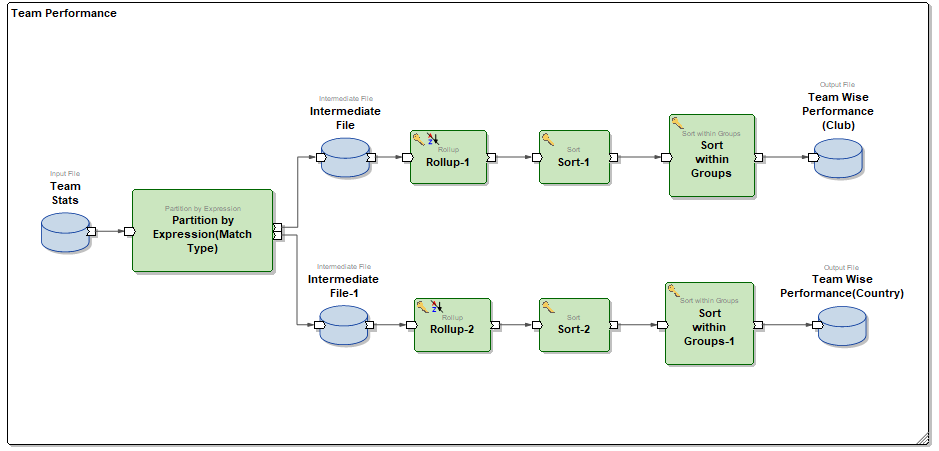 Team Performance
Input File
Team
Stats
Partition by Expression
Partition by
Expression(Match
Type)
Intermediate File
Intermediate
File
Rollup
Rollup-1
Sort
Sort-1
Sort within Groups
Sort
within
Groups
Output File
Team Wise
Performance
(Club)
Intermediate File
Intermediate
File-1
Rollup
Rollup-2
Sort
Sort-2
Sort within Groups
Sort
within
Groups-1
Output File
Team Wise
Performance(Country)